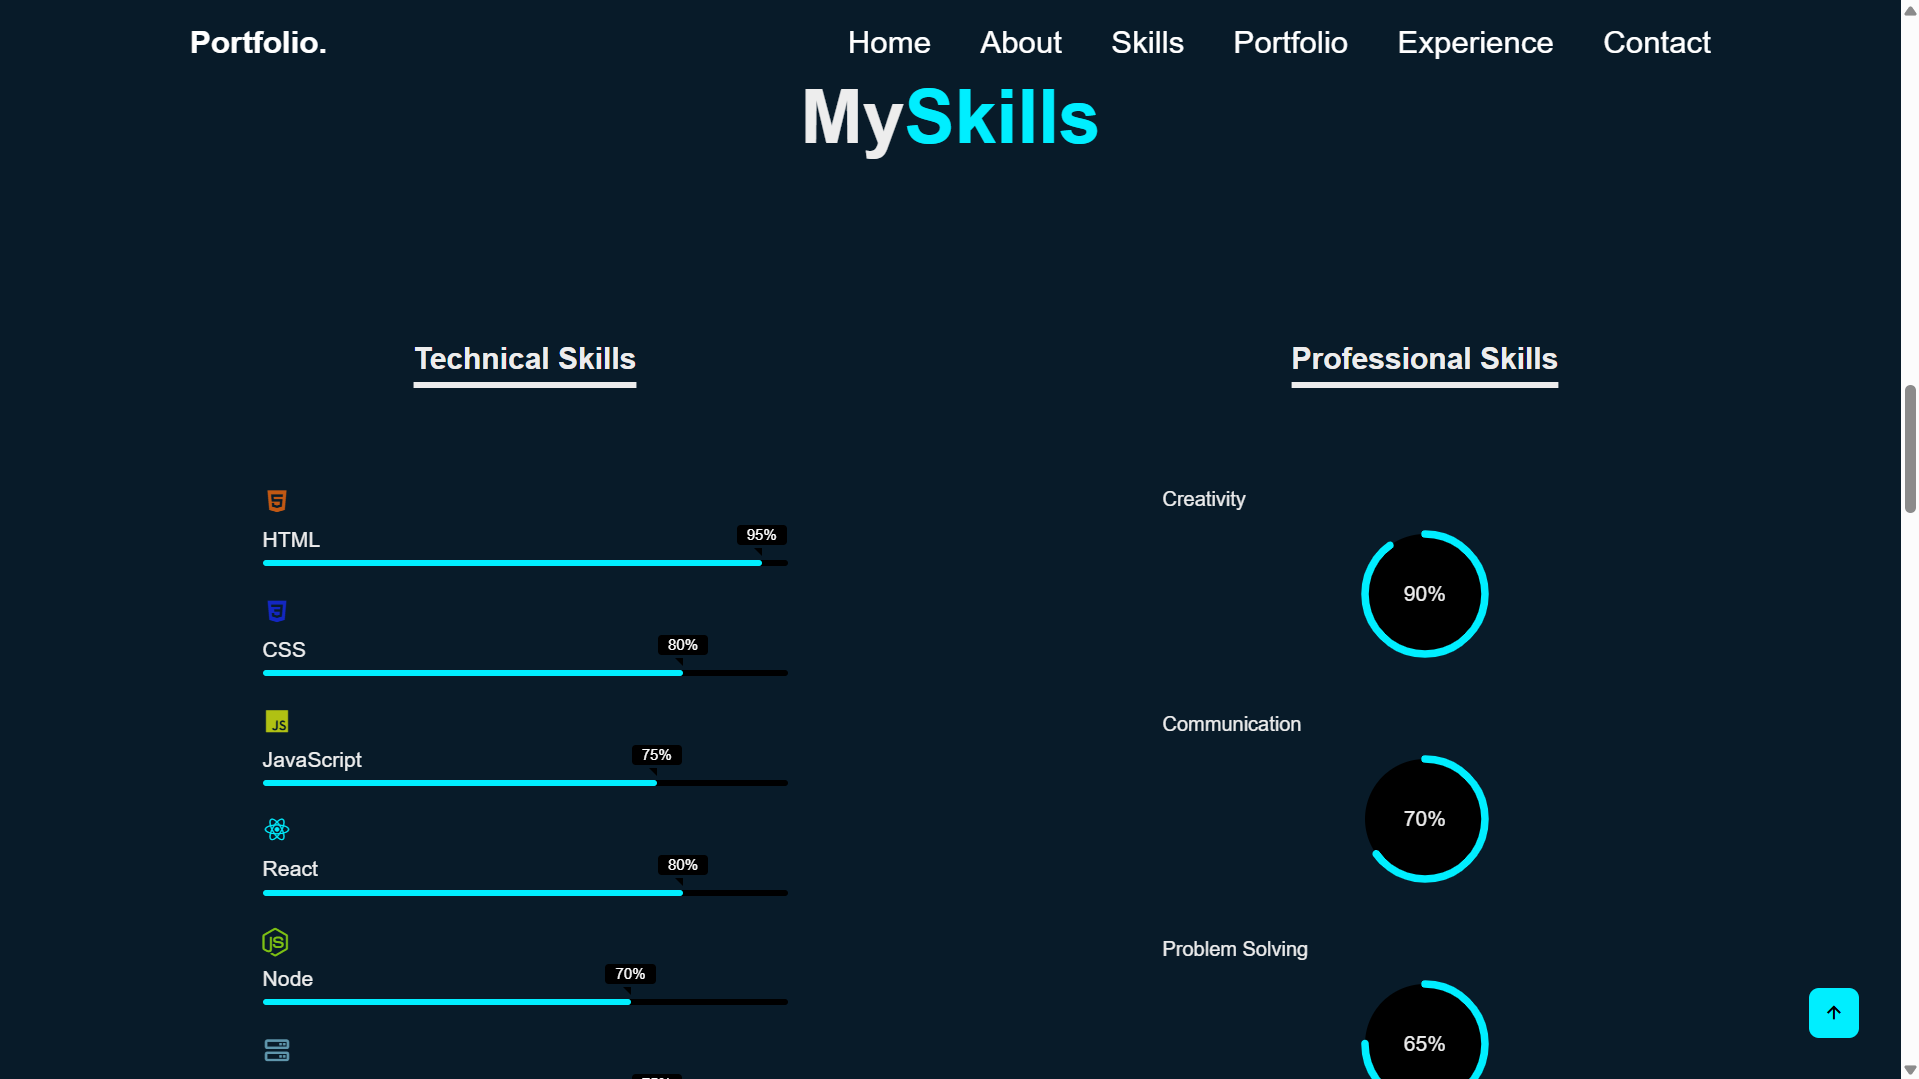 Portfolio.
Home About Skills Portfolio Experience Contact
MySkills
Technical Skills
HTML
95%
CSS
80%
JavaScript
75%
React
80%
Node
70%
Professional Skills
Creativity
90%
Communication
70%
Problem Solving
65%